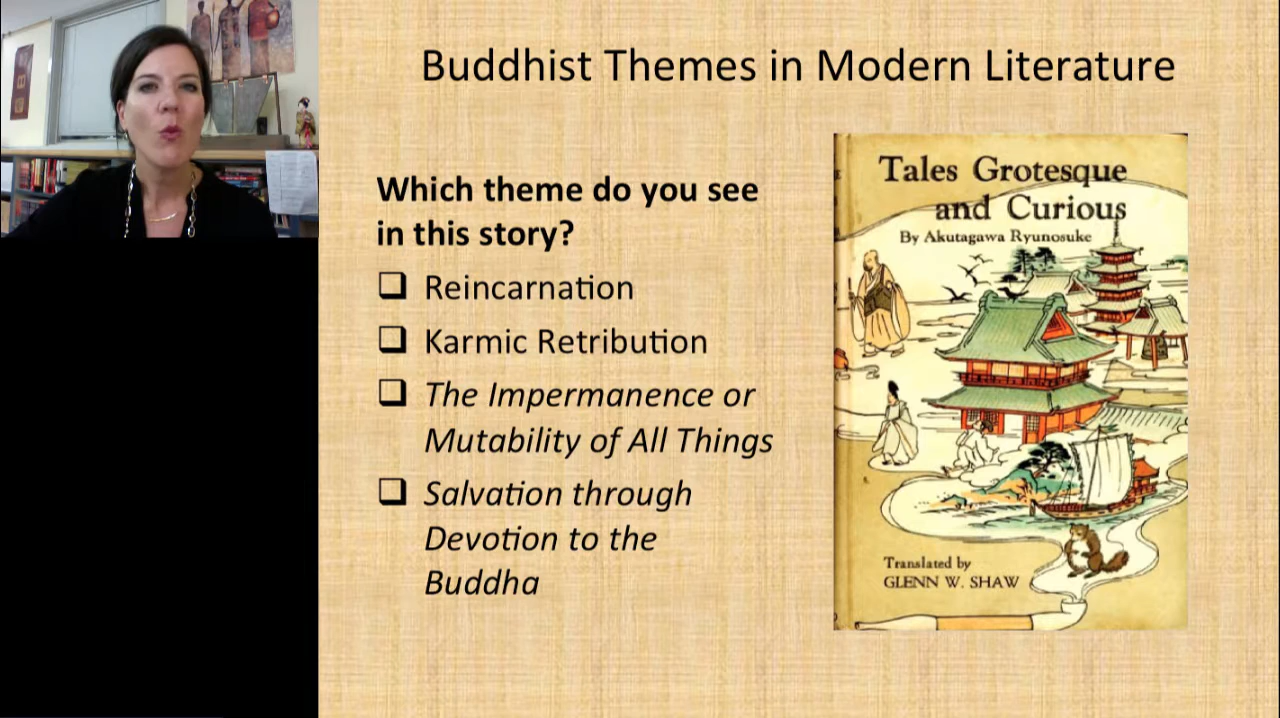 Buddhist Themes in Modern Literature
Which theme do you see
in this story?
Reincarnation
Karmic Retribution
The Impermanence or
Mutability of All Things
Salvation through
Devotion to the
Buddha
Tales Grotesque
and Curious
By Akutagawa Ryunosuke
Translated by
GLENN W. SHAW